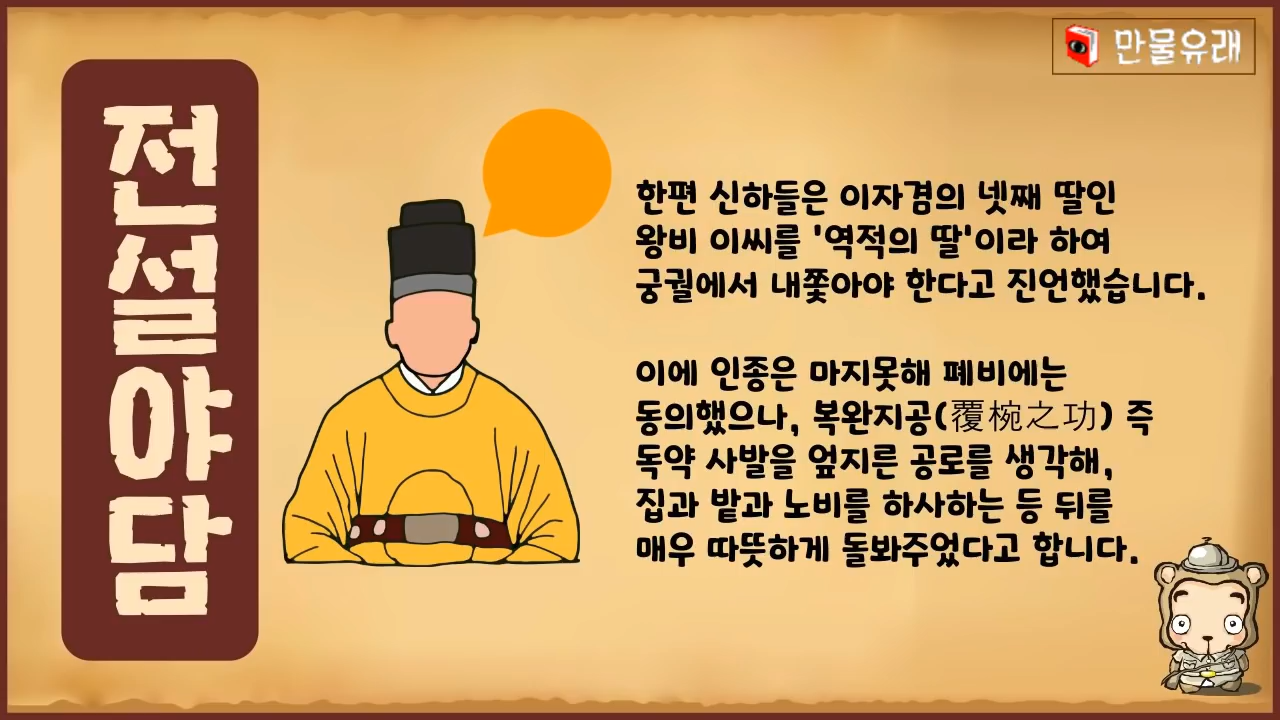 만물유래
전설야담
한편 신하들은 이자겸의 넷째 딸인
왕비 이씨를 '역적의 딸'이라 하여
궁궐에서 내쫓아야 한다고 진언했습니다.
이에 인종은 마지못해 폐비에는
동의했으나, 복완지공(覆椀之功) 즉
독약 사발을 엎지른 공로를 생각해,
집과 밭과 노비를 하사하는 등 뒤를
매우 따뜻하게 돌봐주었다고 합니다.